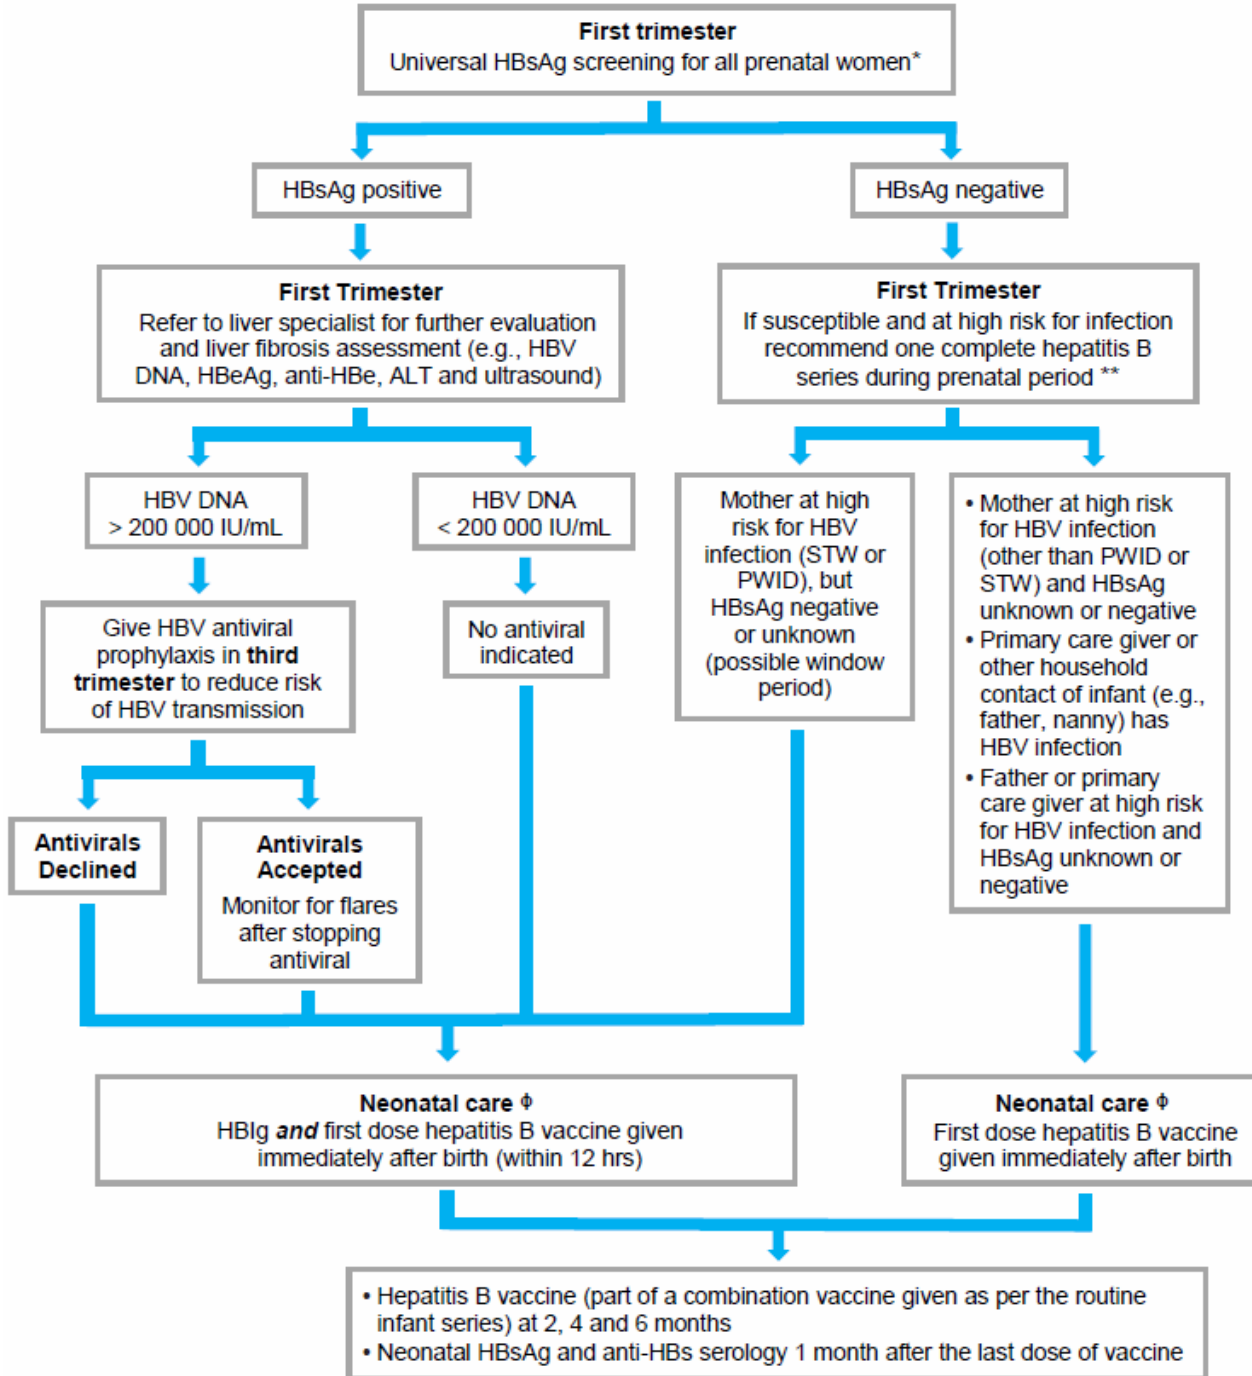 First trimester
Universal HBsAg screening for all prenatal women*
HBsAg positive
HBsAg negative
First Trimester
Refer to liver specialist for further evaluation
and liver fibrosis assessment (e.g., HBV
DNA, HBeAg, anti-HBe, ALT and ultrasound)
First Trimester
If susceptible and at high risk for infection
recommend one complete hepatitis B
series during prenatal period **
HBV DNA
> 200 000 IU/mL
HBV DNA
< 200 000 IU/mL
Mother at high
risk for HBV
infection (STW or
PWID), but
HBsAg negative
or unknown
(possible window
period)
• Mother at high risk
for HBV infection
(other than PWID or
STW) and HBsAg
unknown or negative
• Primary care giver or
other household
contact of infant (e.g.,
father, nanny) has
HBV infection
• Father or primary
care giver at high risk
for HBV infection and
HBsAg unknown or
negative
Give HBV antiviral
prophylaxis in third
trimester to reduce risk
of HBV transmission
No antiviral
indicated
Antivirals
Declined
Antivirals
Accepted
Monitor for flares
after stopping
antiviral
Neonatal care Φ
HBIg and first dose hepatitis B vaccine given
immediately after birth (within 12 hrs)
Neonatal care Φ
First dose hepatitis B vaccine
given immediately after birth
• Hepatitis B vaccine (part of a combination vaccine given as per the routine
infant series) at 2, 4 and 6 months
• Neonatal HBsAg and anti-HBs serology 1 month after the last dose of vaccine